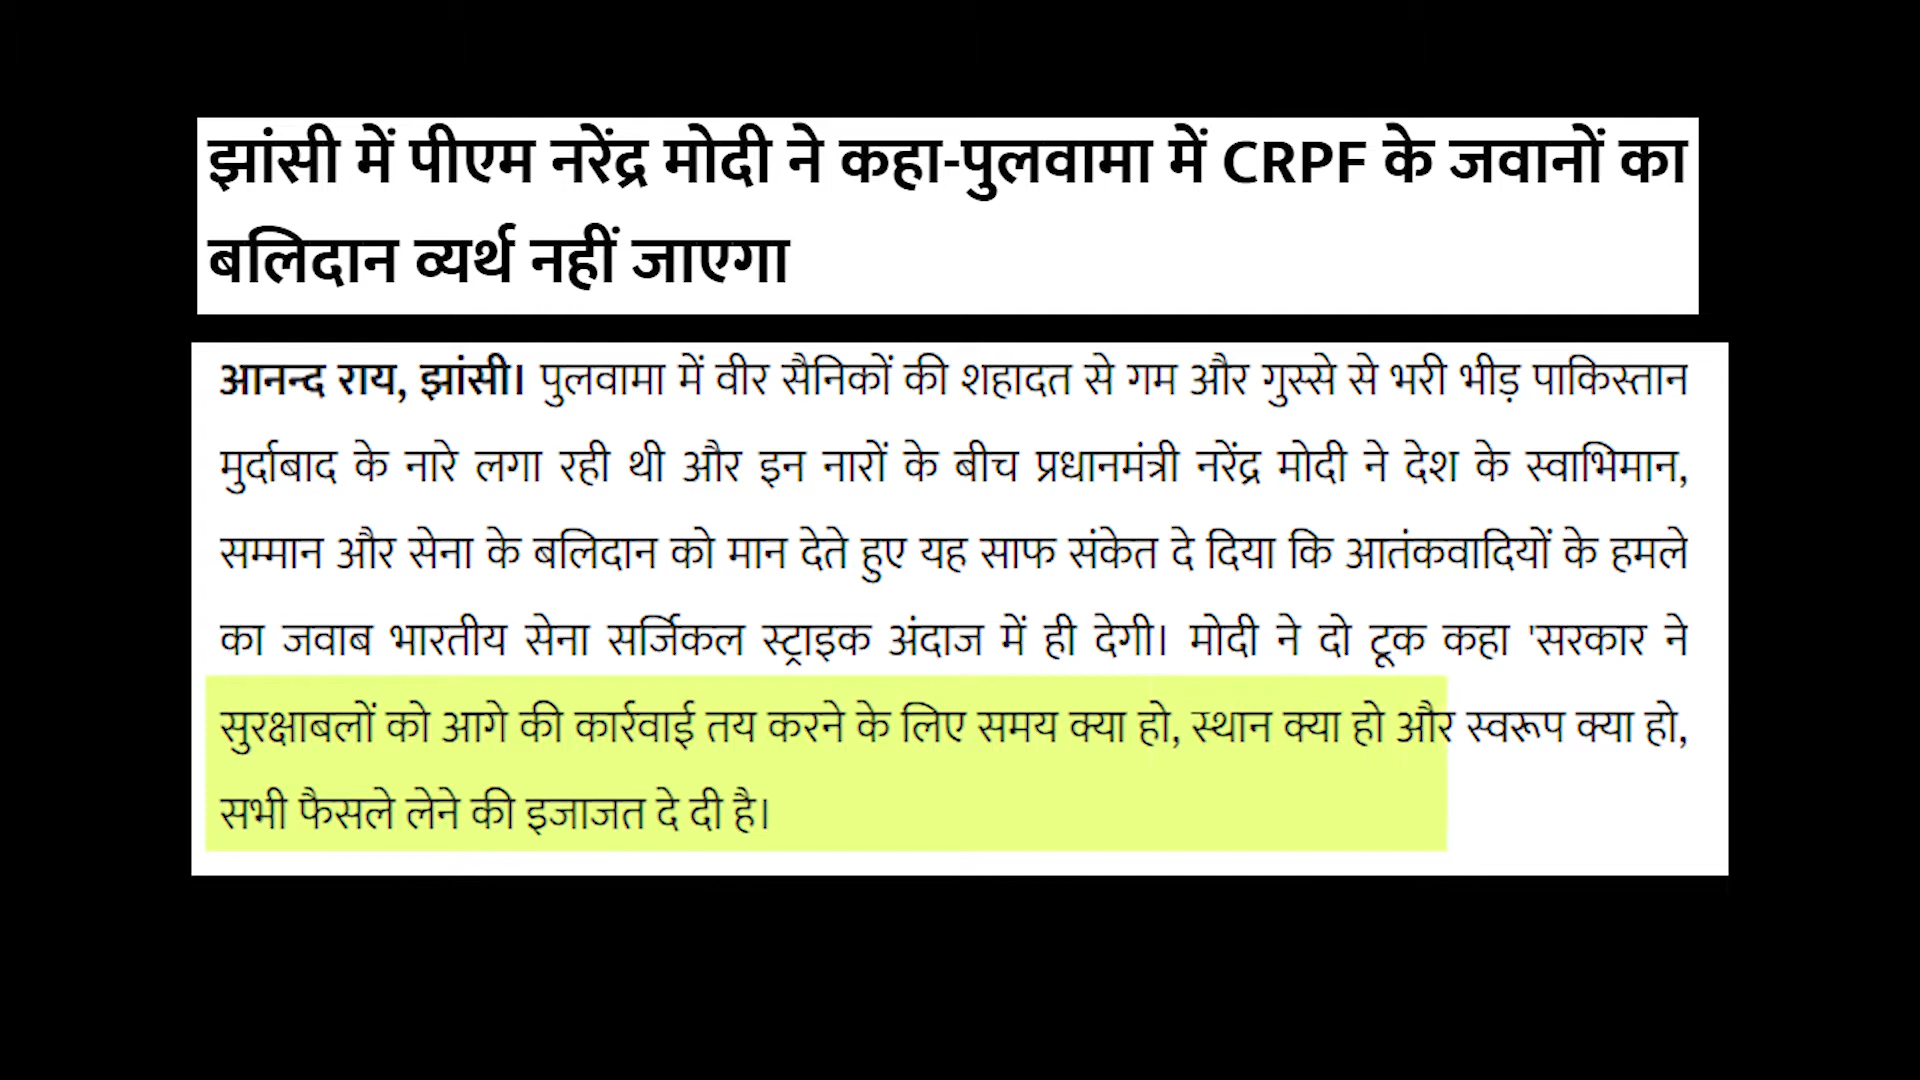 झांसी में पीएम नरेंद्र मोदी ने कहा-पुलवामा में CRPF के जवानों का
बलिदान व्यर्थ नहीं जाएगा
आनन्द राय, झांसी। पुलवामा में वीर सैनिकों की शहादत से गम और गुस्से से भरी भीड़ पाकिस्तान
मुर्दाबाद के नारे लगा रही थी और इन नारों के बीच प्रधानमंत्री नरेंद्र मोदी ने देश के स्वाभिमान,
सम्मान और सेना के बलिदान को मान देते हुए यह साफ संकेत दे दिया कि आतंकवादियों के हमले
का जवाब भारतीय सेना सर्जिकल स्ट्राइक अंदाज में ही देगी। मोदी ने दो टूक कहा 'सरकार ने
सुरक्षाबलों को आगे की कार्रवाई तय करने के लिए समय क्या हो, स्थान क्या हो और स्वरूप क्या हो,
सभी फैसले लेने की इजाजत दे दी है।